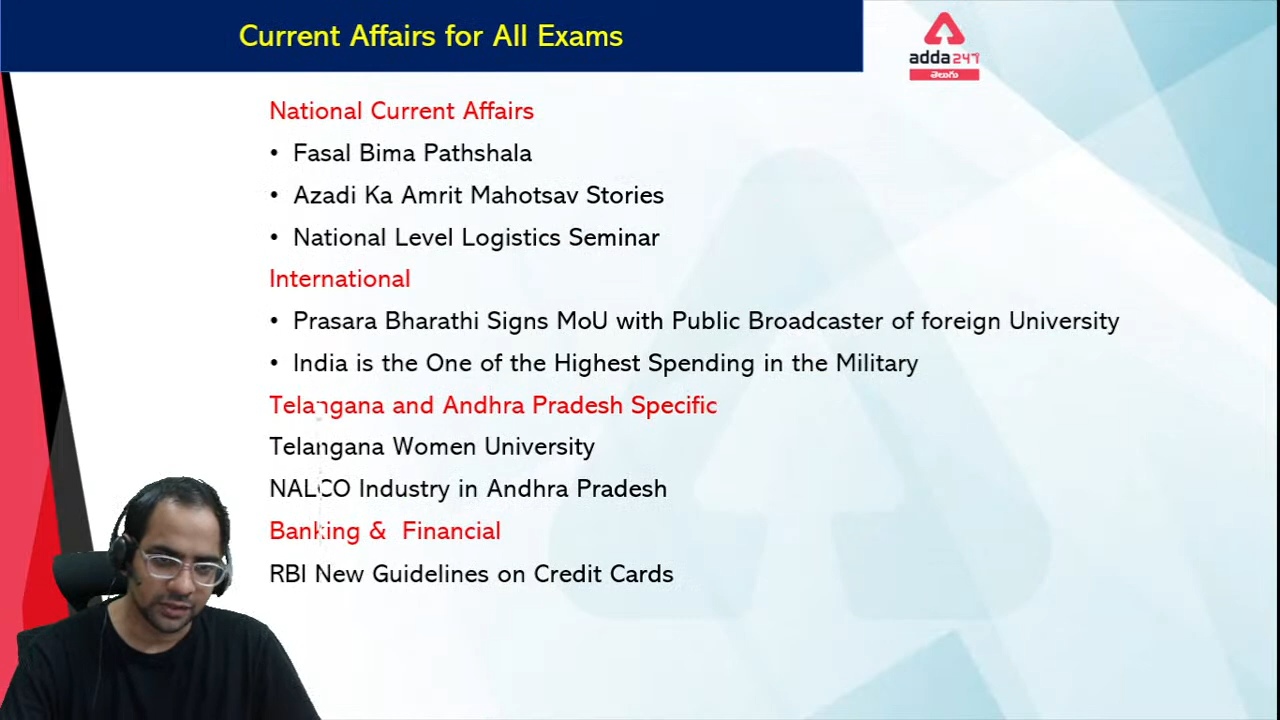 Current Affairs for All Exams
adda247
తెలుగు
National Current Affairs
• Fasal Bima Pathshala
• Azadi Ka Amrit Mahotsav Stories
• National Level Logistics Seminar
International
• Prasara Bharathi Signs MoU with Public Broadcaster of foreign University
• India is the One of the Highest Spending in the Military
Telangana and Andhra Pradesh Specific
Telangana Women University
NALCO Industry in Andhra Pradesh
Banking & Financial
RBI New Guidelines on Credit Cards